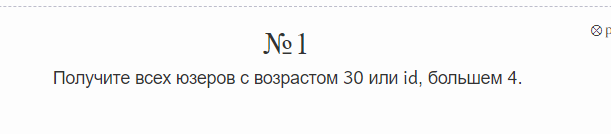 №1
Получите всех юзеров с возрастом 30 или id, большем 4.